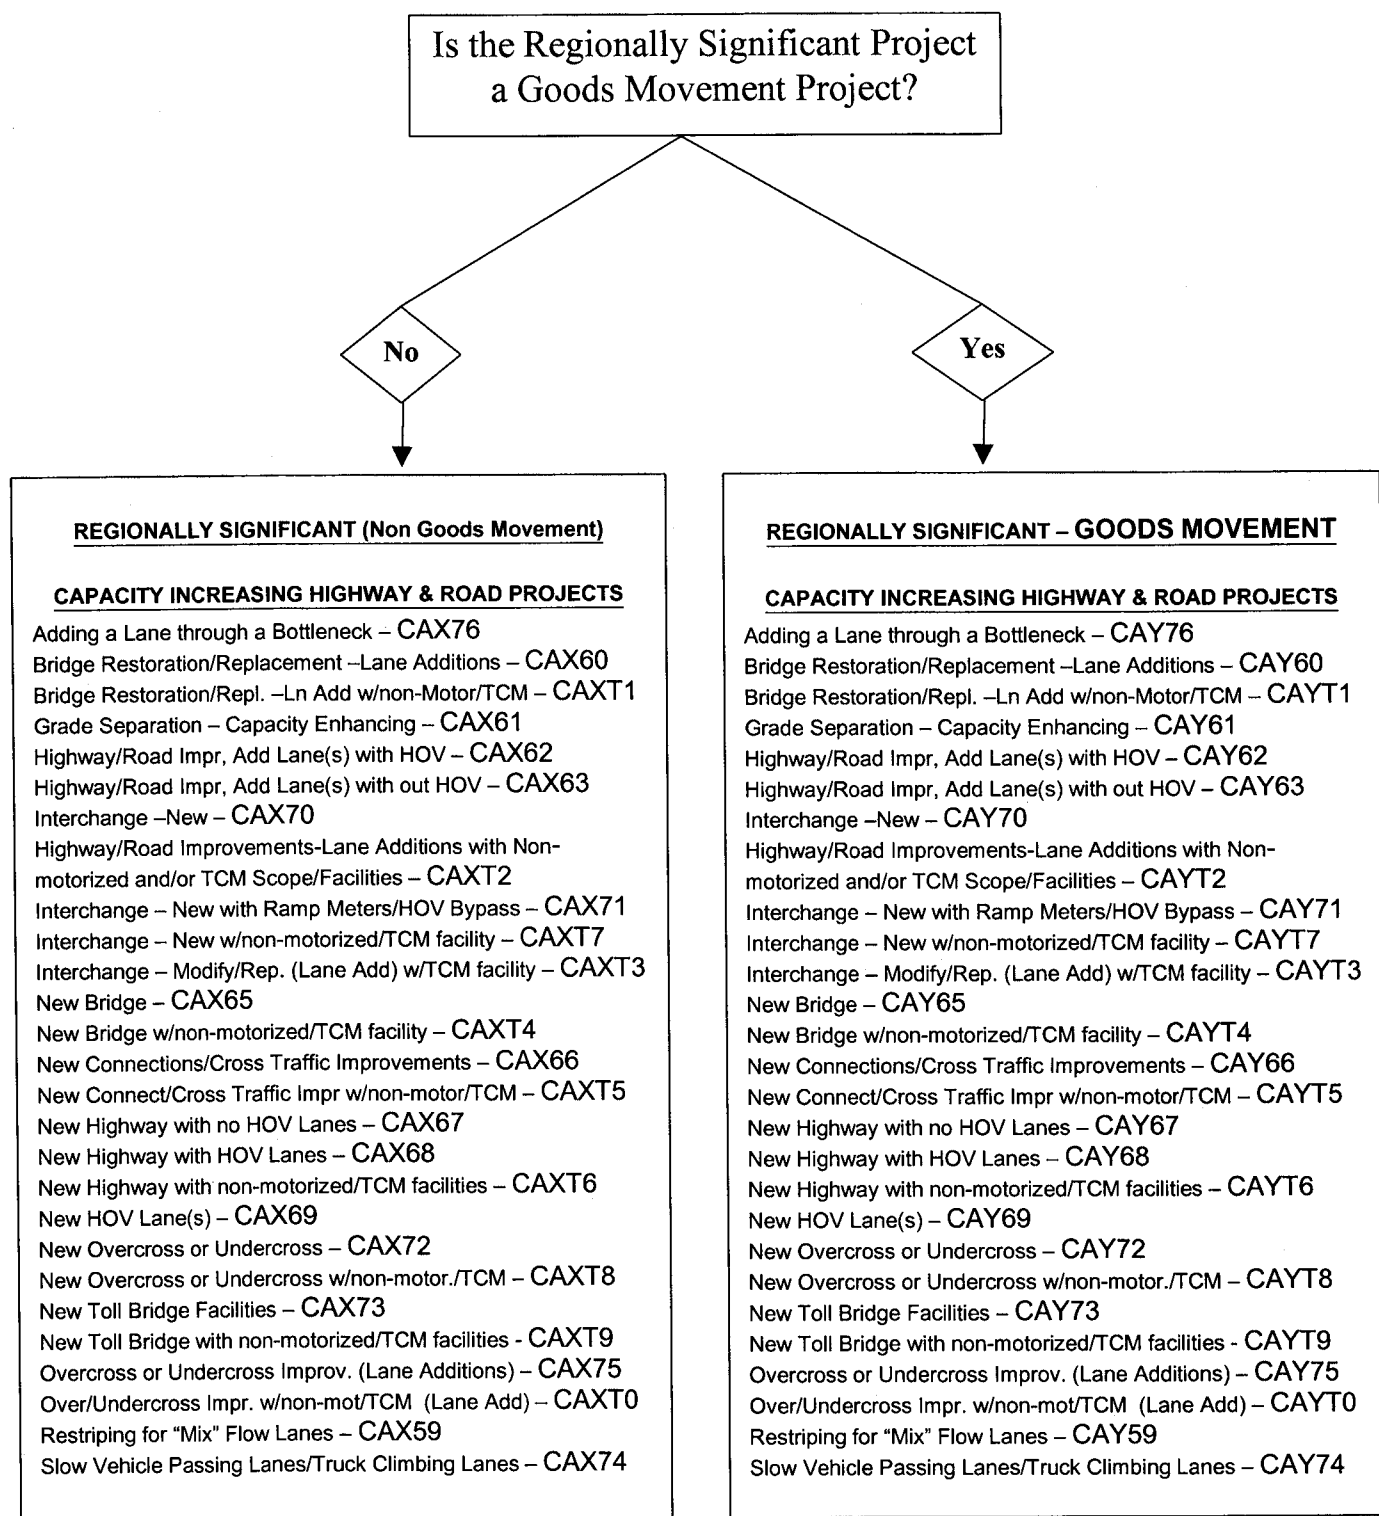 Is the Regionally Significant Project
a Goods Movement Project?
No
Yes
REGIONALLY SIGNIFICANT (Non Goods Movement)
CAPACITY INCREASING HIGHWAY & ROAD PROJECTS
Adding a Lane through a Bottleneck – CAX76
Bridge Restoration/Replacement –Lane Additions – CAX60
Bridge Restoration/Repl. –Ln Add w/non-Motor/TCM – CAXT1
Grade Separation – Capacity Enhancing – CAX61
Highway/Road Impr, Add Lane(s) with HOV – CAX62
Highway/Road Impr, Add Lane(s) with out HOV – CAX63
Interchange –New – CAX70
Highway/Road Improvements-Lane Additions with Non-
motorized and/or TCM Scope/Facilities – CAXT2
Interchange – New with Ramp Meters/HOV Bypass – CAX71
Interchange – New w/non-motorized/TCM facility – CAXT7
Interchange – Modify/Rep. (Lane Add) w/TCM facility – CAXT3
New Bridge – CAX65
New Bridge w/non-motorized/TCM facility – CAXT4
New Connections/Cross Traffic Improvements – CAX66
New Connect/Cross Traffic Impr w/non-motor/TCM – CAXT5
New Highway with no HOV Lanes – CAX67
New Highway with HOV Lanes – CAX68
New Highway with non-motorized/TCM facilities – CAXT6
New HOV Lane(s) – CAX69
New Overcross or Undercross – CAX72
New Overcross or Undercross w/non-motor./TCM – CAXT8
New Toll Bridge Facilities – CAX73
New Toll Bridge with non-motorized/TCM facilities - CAXT9
Overcross or Undercross Improv. (Lane Additions) – CAX75
Over/Undercross Impr. w/non-mot/TCM (Lane Add) – CAXT0
Restriping for “Mix” Flow Lanes – CAX59
Slow Vehicle Passing Lanes/Truck Climbing Lanes – CAX74
REGIONALLY SIGNIFICANT – GOODS MOVEMENT
CAPACITY INCREASING HIGHWAY & ROAD PROJECTS
Adding a Lane through a Bottleneck – CAY76
Bridge Restoration/Replacement –Lane Additions – CAY60
Bridge Restoration/Repl. –Ln Add w/non-Motor/TCM – CAYT1
Grade Separation – Capacity Enhancing – CAY61
Highway/Road Impr, Add Lane(s) with HOV – CAY62
Highway/Road Impr, Add Lane(s) with out HOV – CAY63
Interchange –New – CAY70
Highway/Road Improvements-Lane Additions with Non-
motorized and/or TCM Scope/Facilities – CAYT2
Interchange – New with Ramp Meters/HOV Bypass – CAY71
Interchange – New w/non-motorized/TCM facility – CAYT7
Interchange – Modify/Rep. (Lane Add) w/TCM facility – CAYT3
New Bridge – CAY65
New Bridge w/non-motorized/TCM facility – CAYT4
New Connections/Cross Traffic Improvements – CAY66
New Connect/Cross Traffic Impr w/non-motor/TCM – CAYT5
New Highway with no HOV Lanes – CAY67
New Highway with HOV Lanes – CAY68
New Highway with non-motorized/TCM facilities – CAYT6
New HOV Lane(s) – CAY69
New Overcross or Undercross – CAY72
New Overcross or Undercross w/non-motor./TCM – CAYT8
New Toll Bridge Facilities – CAY73
New Toll Bridge with non-motorized/TCM facilities - CAYT9
Overcross or Undercross Improv. (Lane Additions) – CAY75
Over/Undercross Impr. w/non-mot/TCM (Lane Add) – CAYT0
Restriping for “Mix” Flow Lanes – CAY59
Slow Vehicle Passing Lanes/Truck Climbing Lanes – CAY74